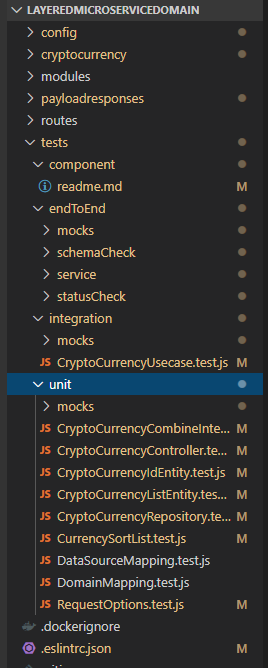 LAYEREDMICROSERVICEDOMAIN
config
cryptocurrency
modules
payloadresponses
routes
tests
component
readme.md M
endToEnd
mocks
schemaCheck
service
statusCheck
integration
mocks
JS CryptoCurrencyUsecase.test.js M
unit
mocks
JS CryptoCurrencyCombineInte... M
JS CryptoCurrencyController.te... M
JS CryptoCurrencyIdEntity.test.js M
JS CryptoCurrencyListEntity.tes... M
JS CryptoCurrencyRepository.te... M
JS CurrencySortList.test.js M
JS DataSourceMapping.test.js
JS DomainMapping.test.js
JS RequestOptions.test.js M
.dockerignore
.eslintrc.json M